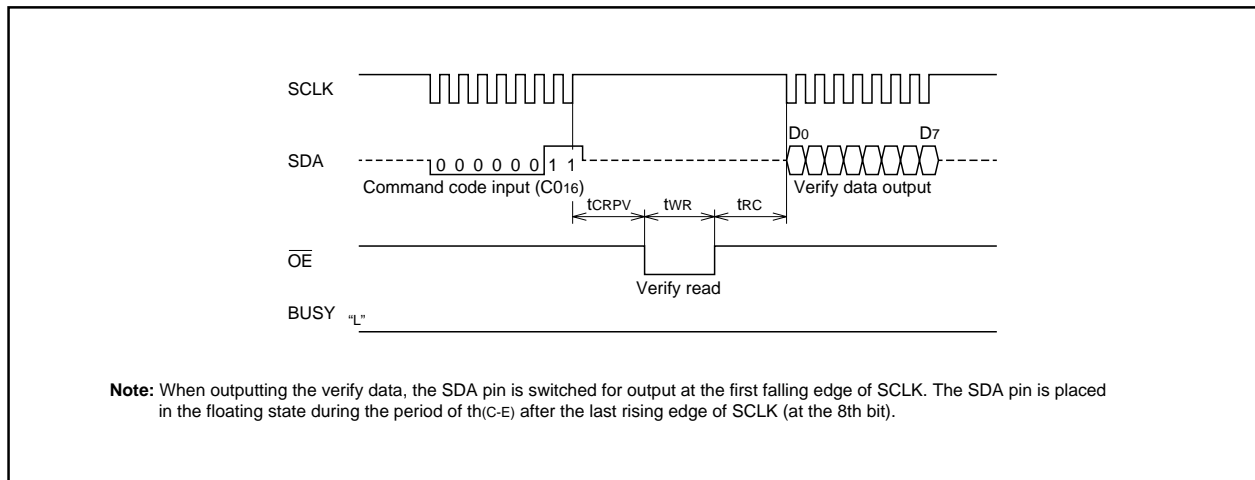 SCLK
D0 D7
SDA
0 0 0 0 0 0 1 1
Command code input (C016) Verify data output
tCRPV tWR tRC
OE
Verify read
BUSY “L”
Note: When outputting the verify data, the SDA pin is switched for output at the first falling edge of SCLK. The SDA pin is placed
in the floating state during the period of th(C-E) after the last rising edge of SCLK (at the 8th bit).